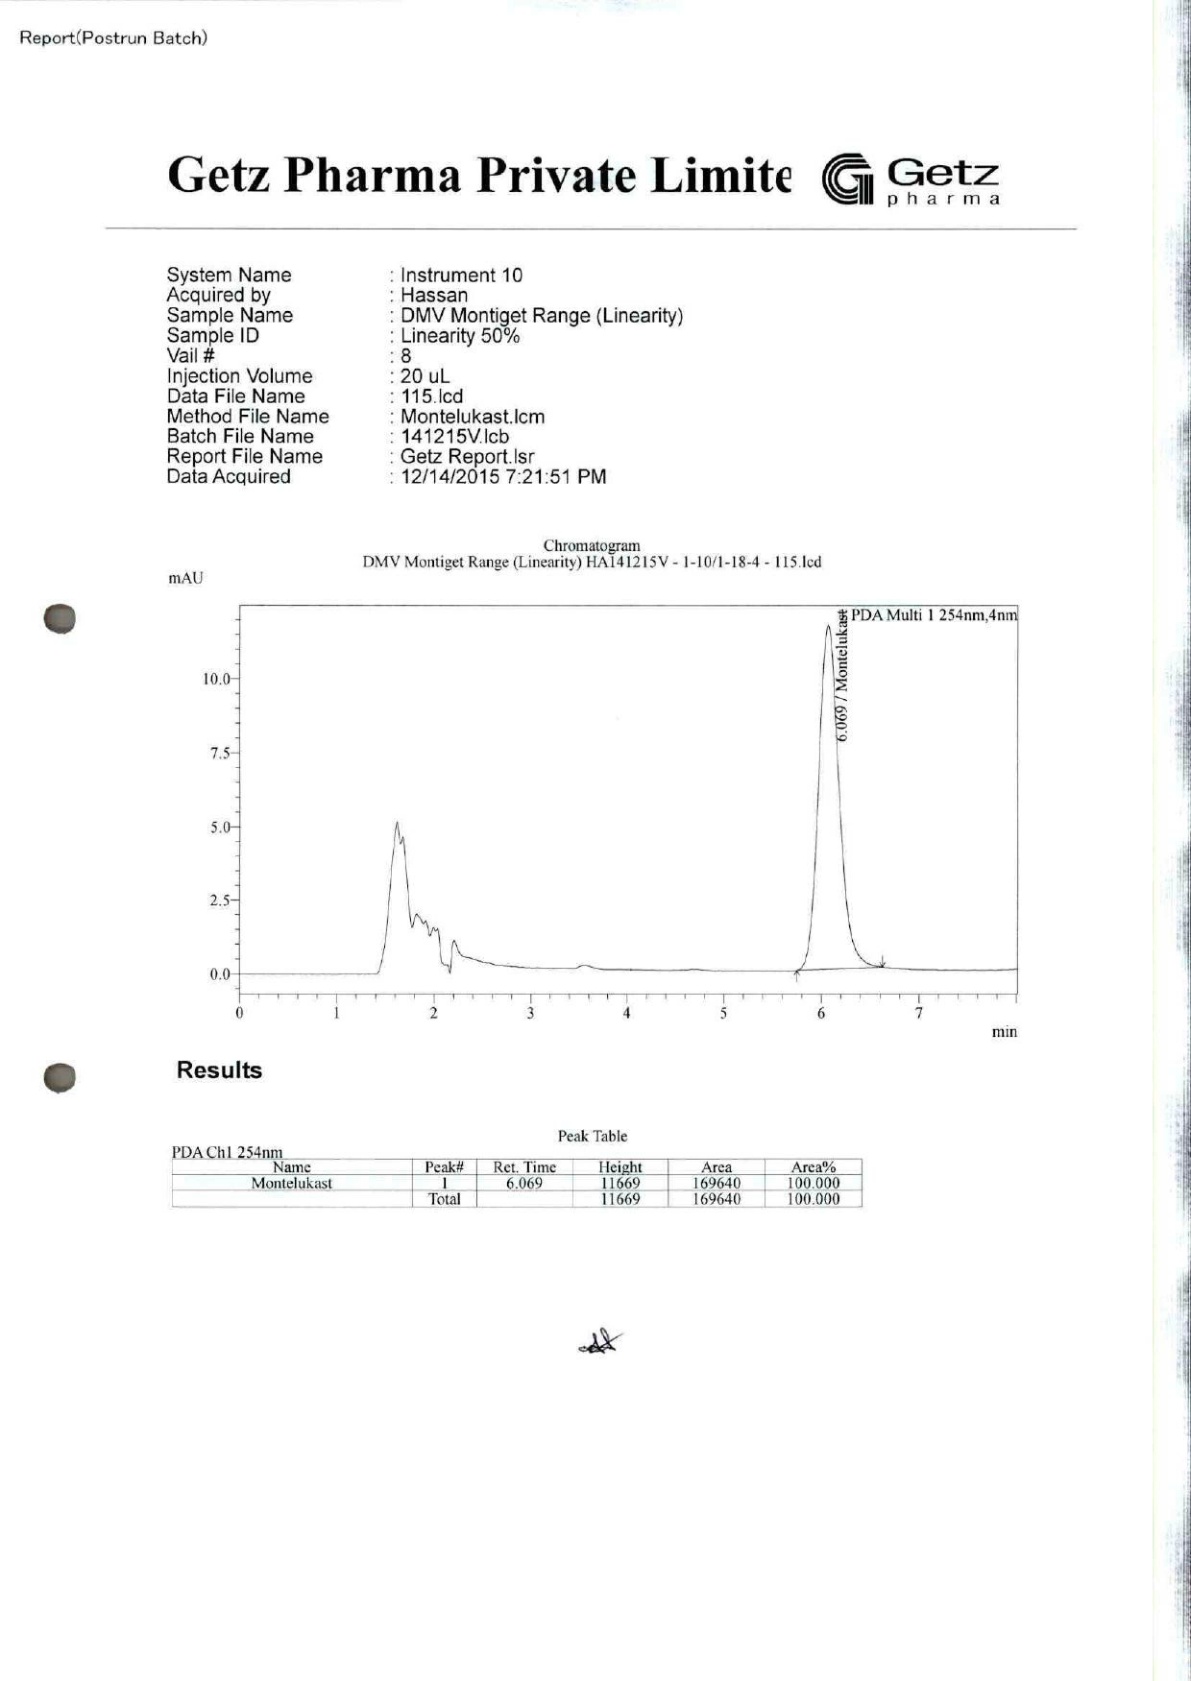 Report(Postrun Batch)
Getz Pharma Private Limite
Getz
pharma
System Name : Instrument 10
Acquired by : Hassan
Sample Name : DMV Montiget Range (Linearity)
Sample ID : Linearity 50%
Vail # : 8
Injection Volume : 20 uL
Data File Name : 115.lcd
Method File Name : Montelukast.lcm
Batch File Name : 141215V.lcb
Report File Name : Getz Report.lsr
Data Acquired : 12/14/2015 7:21:51 PM
Chromatogram
DMV Montiget Range (Linearity) HA141215V - 1-10/1-18-4 - 115.lcd
mAU
PDA Multi 1 254nm,4nm
6.069 / Montelukast
10.0
7.5
5.0
2.5
0.0
0 1 2 3 4 5 6 7
min
Results
Peak Table
PDA Ch1 254nm
Name Peak# Ret. Time Height Area Area%
Montelukast 1 6.069 11669 169640 100.000
Total 11669 169640 100.000